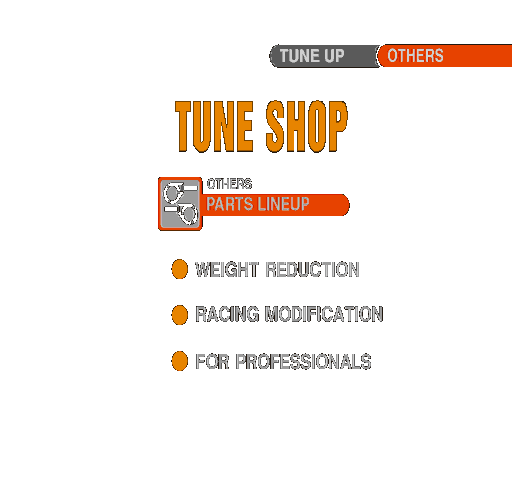 TUNE UP OTHERS
TUNE SHOP
OTHERS
PARTS LINEUP
WEIGHT REDUCTION
RACING MODIFICATION
FOR PROFESSIONALS